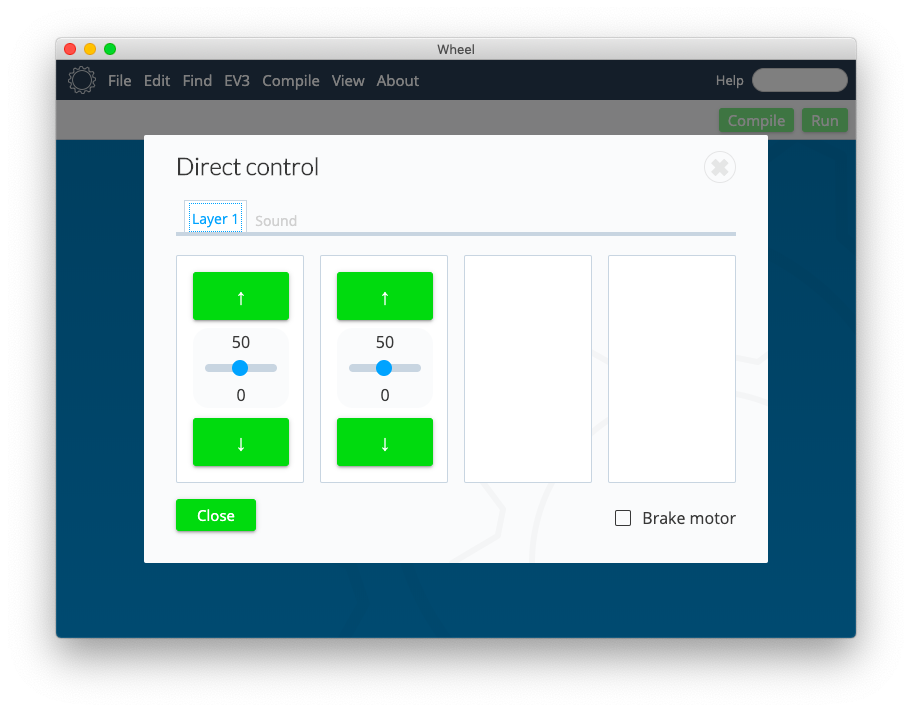 Wheel
File Edit Find EV3 Compile View About Help
Compile Run
Direct control
Layer 1 Sound
↑ ↑
50 50
0 0
↓ ↓
Close Brake motor